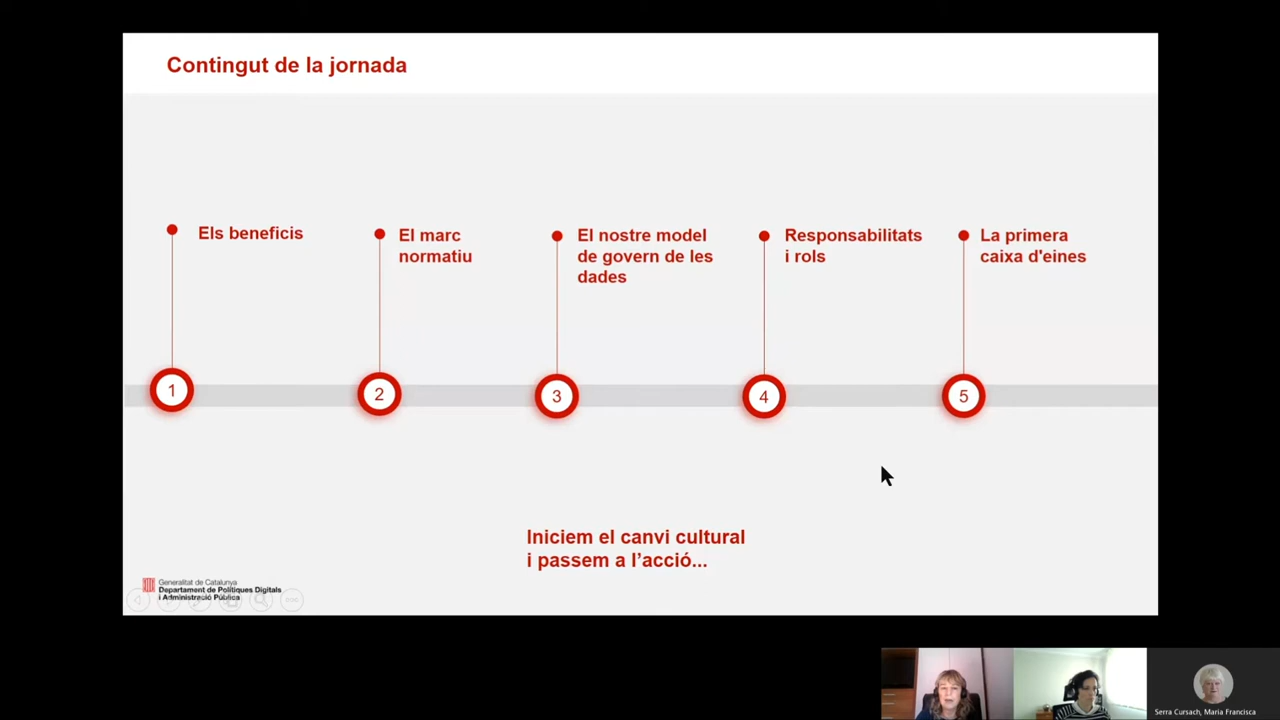 Contingut de la jornada
Els beneficis
El marc
normatiu
El nostre model
de govern de les
dades
Responsabilitats
i rols
La primera
caixa d'eines
1
2
3
4
5
Iniciem el canvi cultural
i passem a l’acció...
Generalitat de Catalunya
Departament de Polítiques Digitals
i Administració Pública
Serra Cursach, Maria Francisca